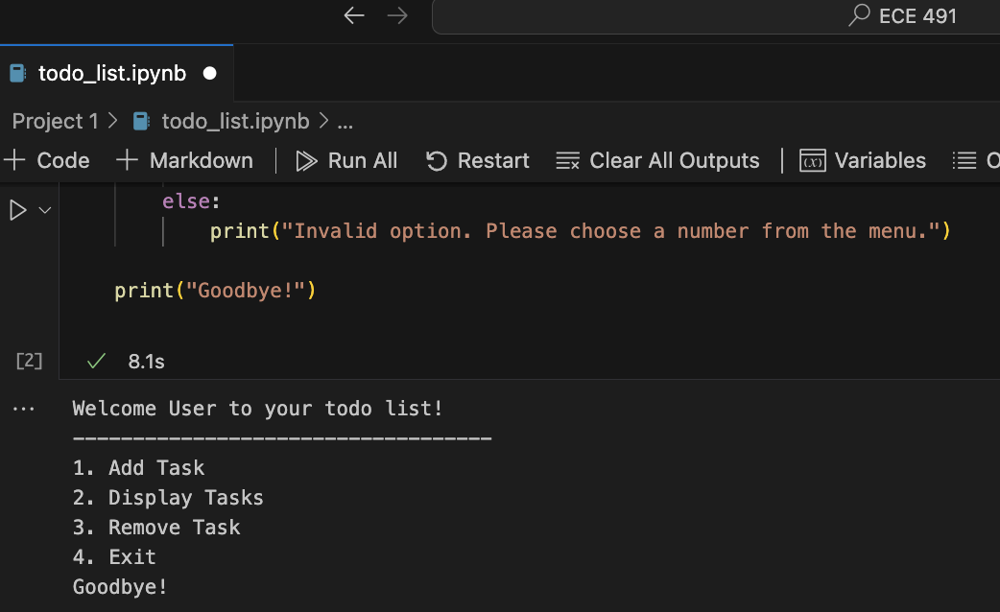 ECE 491
todo_list.ipynb
Project 1 > todo_list.ipynb > ...
+ Code + Markdown | Run All Restart Clear All Outputs | Variables
else:
print("Invalid option. Please choose a number from the menu.")
print("Goodbye!")
[2] ✓ 8.1s
... Welcome User to your todo list!
-----------------------------------
1. Add Task
2. Display Tasks
3. Remove Task
4. Exit
Goodbye!